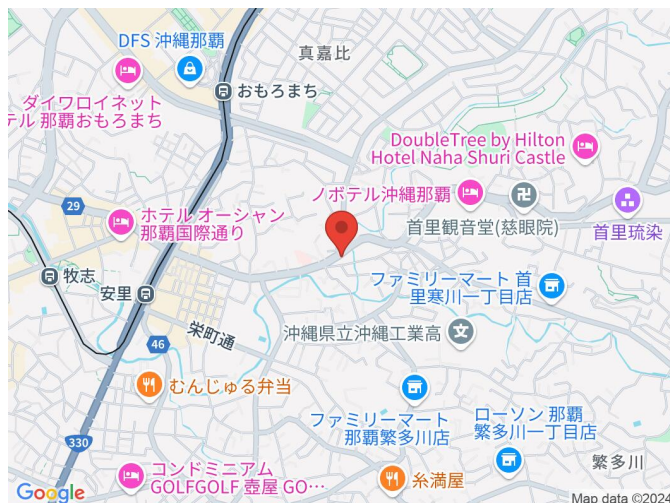 DFS 沖縄那覇
真嘉比
おもろまち
ダイワロイネット
テル 那覇おもろまち
DoubleTree by Hilton
Hotel Naha Shuri Castle
29
ホテル オーシャン
那覇国際通り
ノボテル沖縄那覇
首里観音堂(慈眼院)
首里琉染
牧志
安里
ファミリーマート 首
里寒川一丁目店
栄町通
46
沖縄県立沖縄工業高
むんじゅる弁当
ファミリーマート
那覇繁多川店
ローソン 那覇
繁多川一丁目店
330
コンドミニアム
GOLFGOLF 壺屋 GO…
糸満屋
繁多川
Google
Map data ©2024